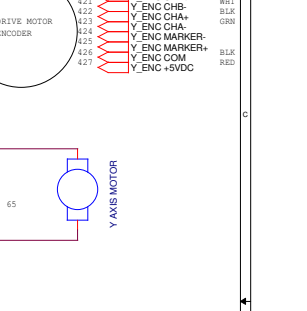 421 Y_ENC CHB- WHT
422 Y_ENC CHA+ BLK
423 Y_ENC CHA- GRN
424 Y_ENC MARKER-
425 Y_ENC MARKER+
426 Y_ENC COM BLK
427 Y_ENC +5VDC RED
DRIVE MOTOR
ENCODER
C
65
Y AXIS MOTOR